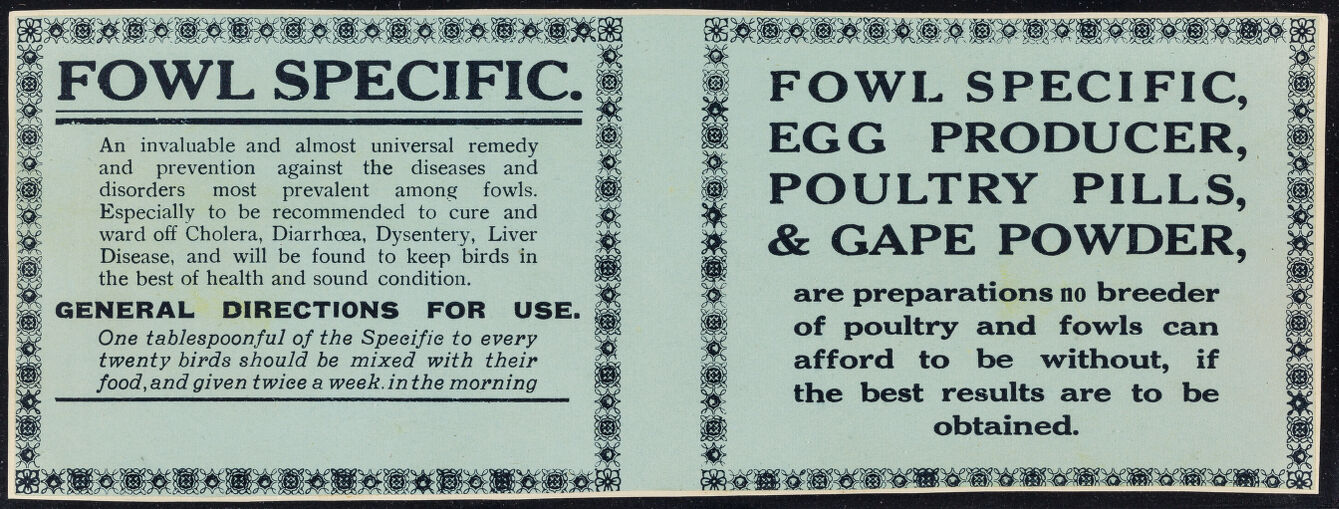 FOWL SPECIFIC.
An invaluable and almost universal remedy
and prevention against the diseases and
disorders most prevalent among fowls.
Especially to be recommended to cure and
ward off Cholera, Diarrhœa, Dysentery, Liver
Disease, and will be found to keep birds in
the best of health and sound condition.
GENERAL DIRECTIONS FOR USE.
One tablespoonful of the Specific to every
twenty birds should be mixed with their
food, and given twice a week. in the morning
FOWL SPECIFIC,
EGG PRODUCER,
POULTRY PILLS,
& GAPE POWDER,
are preparations no breeder
of poultry and fowls can
afford to be without, if
the best results are to be
obtained.